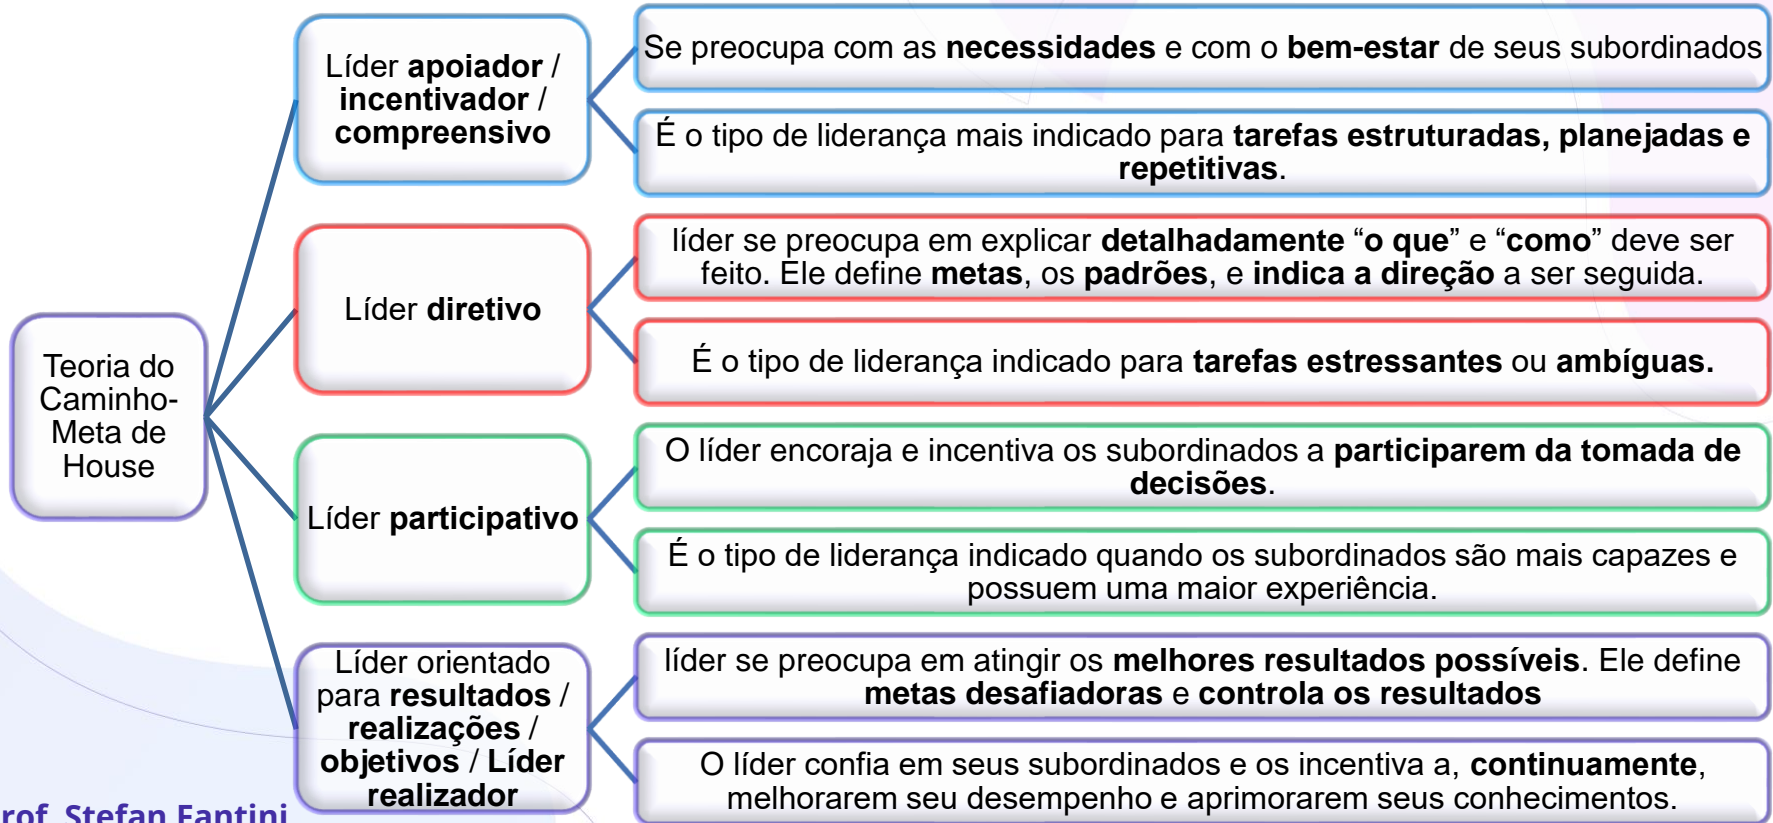 Teoria do
Caminho-
Meta de
House
Líder apoiador /
incentivador /
compreensivo
Se preocupa com as necessidades e com o bem-estar de seus subordinados
É o tipo de liderança mais indicado para tarefas estruturadas, planejadas e
repetitivas.
Líder diretivo
líder se preocupa em explicar detalhadamente “o que” e “como” deve ser
feito. Ele define metas, os padrões, e indica a direção a ser seguida.
É o tipo de liderança indicado para tarefas estressantes ou ambíguas.
Líder participativo
O líder encoraja e incentiva os subordinados a participarem da tomada de
decisões.
É o tipo de liderança indicado quando os subordinados são mais capazes e
possuem uma maior experiência.
Líder orientado
para resultados /
realizações /
objetivos / Líder
realizador
líder se preocupa em atingir os melhores resultados possíveis. Ele define
metas desafiadoras e controla os resultados
O líder confia em seus subordinados e os incentiva a, continuamente,
melhorarem seu desempenho e aprimorarem seus conhecimentos.
rof. Stefan Fantini